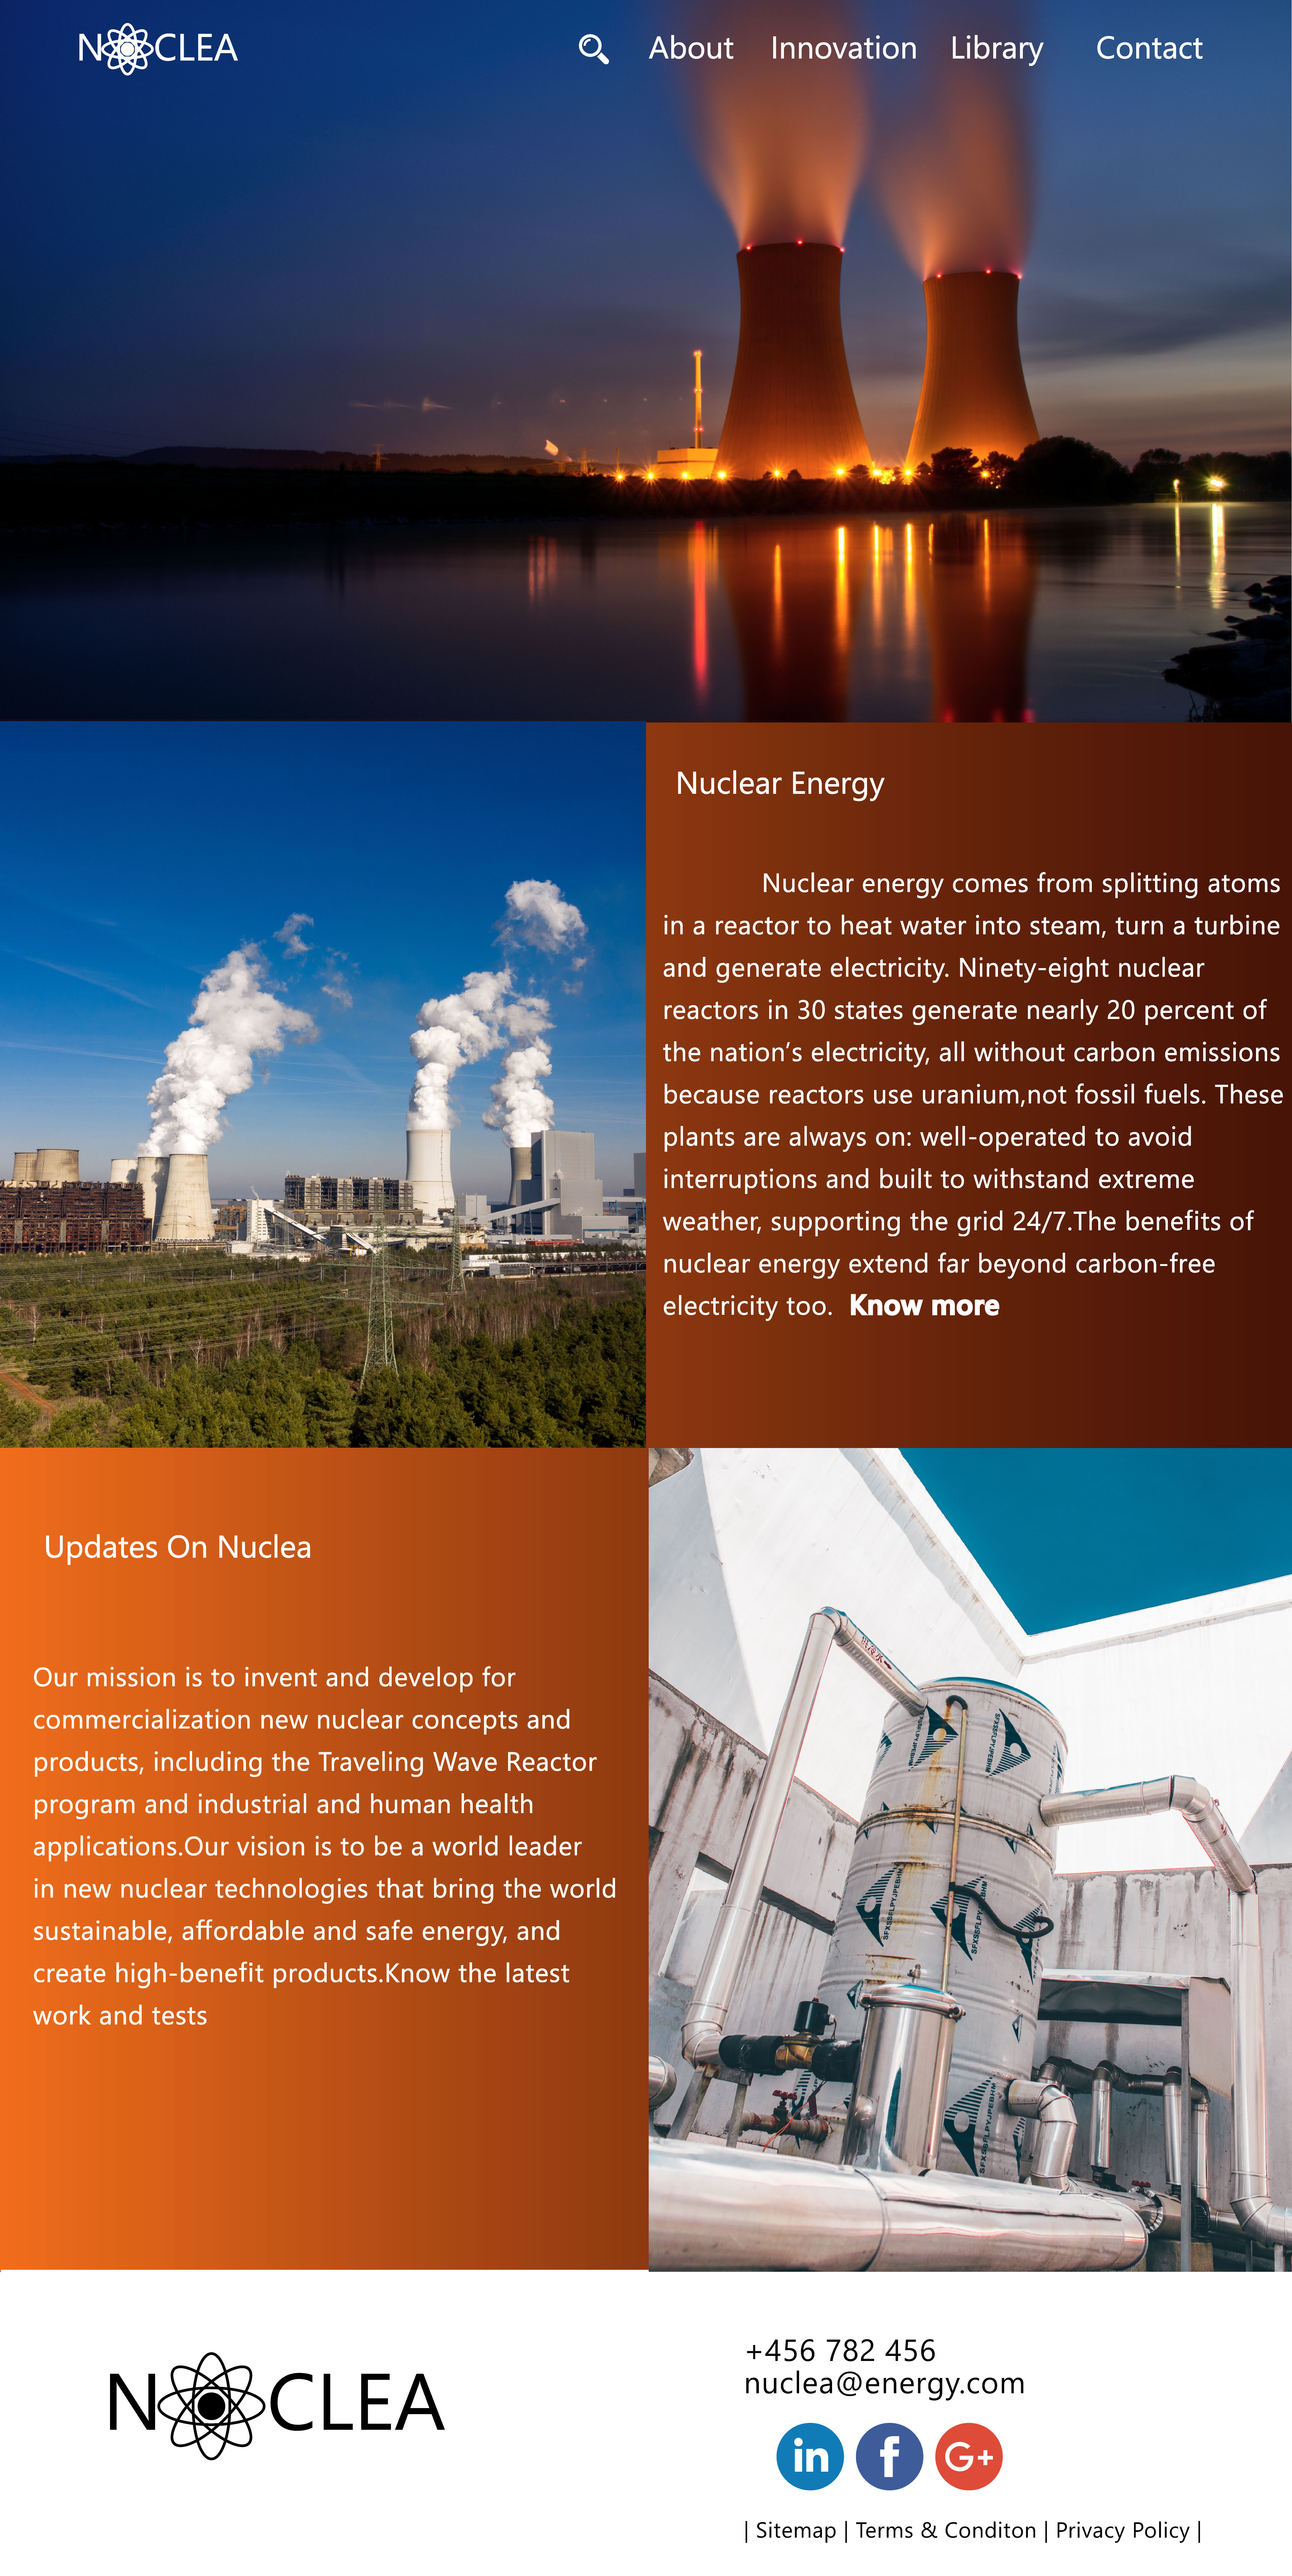 N CLEA
About Innovation Library Contact
Nuclear Energy
Nuclear energy comes from splitting atoms
in a reactor to heat water into steam, turn a turbine
and generate electricity. Ninety-eight nuclear
reactors in 30 states generate nearly 20 percent of
the nation’s electricity, all without carbon emissions
because reactors use uranium,not fossil fuels. These
plants are always on: well-operated to avoid
interruptions and built to withstand extreme
weather, supporting the grid 24/7.The benefits of
nuclear energy extend far beyond carbon-free
electricity too. Know more
Updates On Nuclea
Our mission is to invent and develop for
commercialization new nuclear concepts and
products, including the Traveling Wave Reactor
program and industrial and human health
applications.Our vision is to be a world leader
in new nuclear technologies that bring the world
sustainable, affordable and safe energy, and
create high-benefit products.Know the latest
work and tests
N CLEA
+456 782 456
nuclea@energy.com
in f G+
| Sitemap | Terms & Conditon | Privacy Policy |